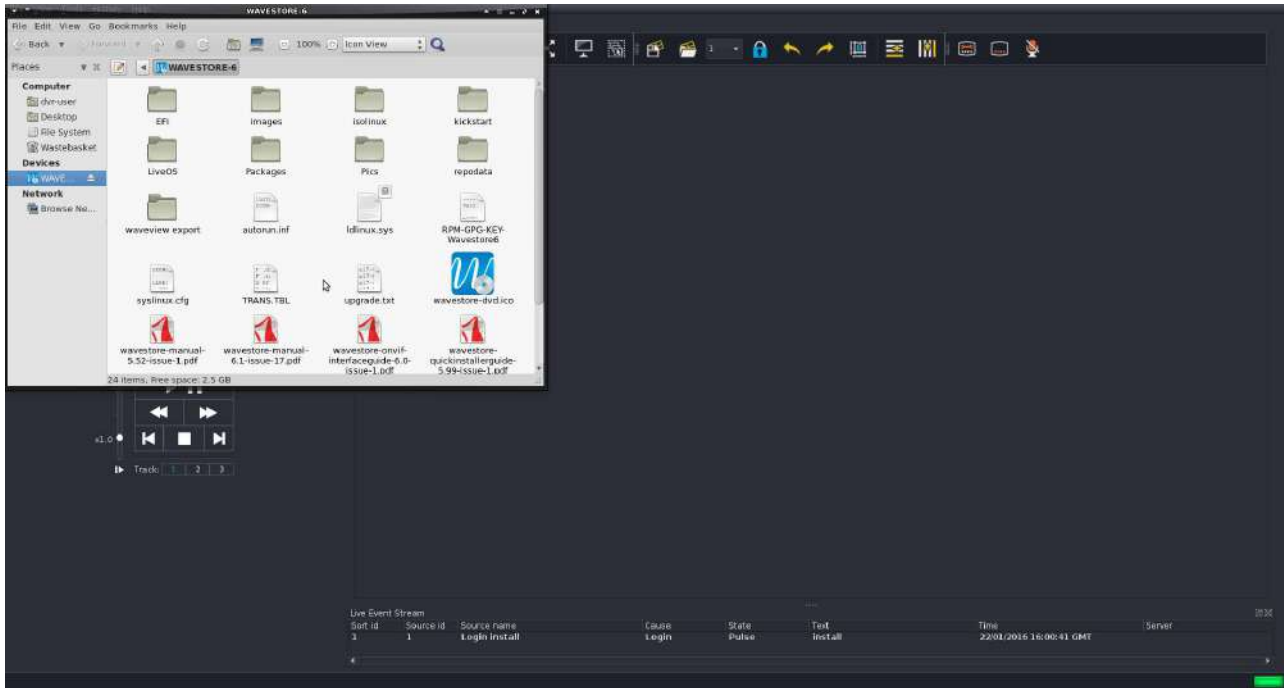 WAVESTORE-6
File Edit View Go Bookmarks Help
Back
100%
Icon View
1
Places
WAVESTORE-6
Computer
dvr-user
Desktop
File System
Wastebasket
Devices
WAVE...
Network
Browse Ne...
EFI
images
isolinux
kickstart
LiveOS
Packages
Pics
repodata
waveview export
autorun.inf
ldlinux.sys
RPM-GPG-KEY-
Wavestore6
syslinux.cfg
TRANS.TBL
upgrade.txt
wavestore-dvd.ico
wavestore-manual-
5.52-issue-1.pdf
wavestore-manual-
6.1-issue-17.pdf
wavestore-onvif-
interfaceguide-6.0-
issue-1.pdf
wavestore-
quickinstallerguide-
5.99-issue-1.pdf
24 items, Free space: 2.5 GB
x1.0
Track: 1 2 3
Live Event Stream
Sort id Source id Source name Cause State Text Time Server
1 1 Login install Login Pulse install 22/01/2016 16:00:41 GMT